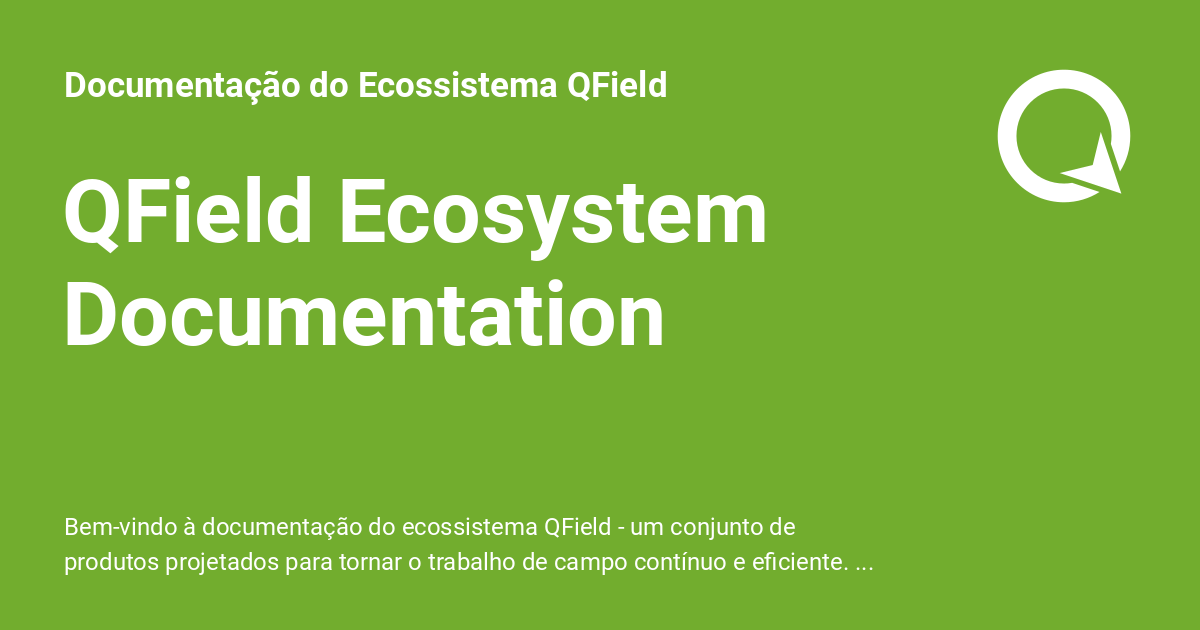 Documentação do Ecossistema QField
QField Ecosystem
Documentation
Bem-vindo à documentação do ecossistema QField - um conjunto de
produtos projetados para tornar o trabalho de campo contínuo e eficiente. ...